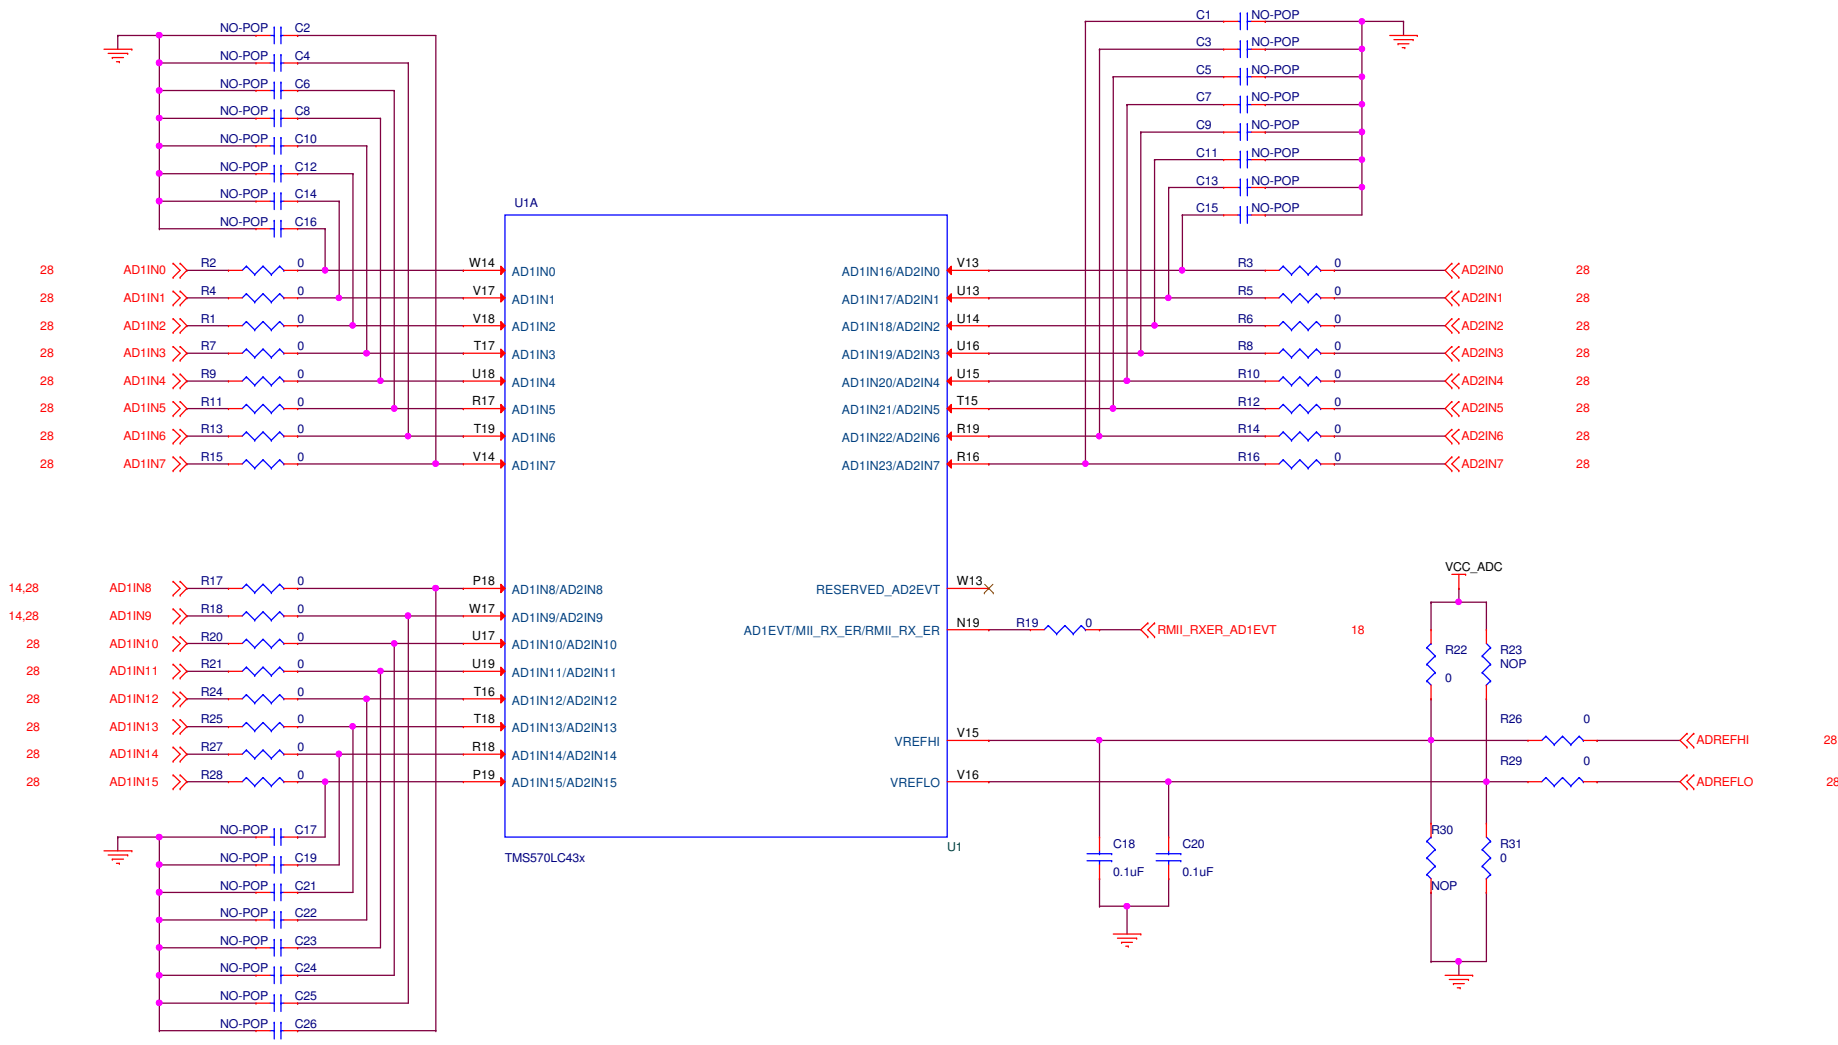 NO-POP C2
NO-POP C4
NO-POP C6
NO-POP C8
NO-POP C10
NO-POP C12
NO-POP C14
NO-POP C16
C1 NO-POP
C3 NO-POP
C5 NO-POP
C7 NO-POP
C9 NO-POP
C11 NO-POP
C13 NO-POP
C15 NO-POP
U1A
28 AD1IN0 R2 0 W14 AD1IN0 AD1IN16/AD2IN0 V13 R3 0 AD2IN0 28
28 AD1IN1 R4 0 V17 AD1IN1 AD1IN17/AD2IN1 U13 R5 0 AD2IN1 28
28 AD1IN2 R1 0 V18 AD1IN2 AD1IN18/AD2IN2 U14 R6 0 AD2IN2 28
28 AD1IN3 R7 0 T17 AD1IN3 AD1IN19/AD2IN3 U16 R8 0 AD2IN3 28
28 AD1IN4 R9 0 U18 AD1IN4 AD1IN20/AD2IN4 U15 R10 0 AD2IN4 28
28 AD1IN5 R11 0 R17 AD1IN5 AD1IN21/AD2IN5 T15 R12 0 AD2IN5 28
28 AD1IN6 R13 0 T19 AD1IN6 AD1IN22/AD2IN6 R19 R14 0 AD2IN6 28
28 AD1IN7 R15 0 V14 AD1IN7 AD1IN23/AD2IN7 R16 R16 0 AD2IN7 28
VCC_ADC
14,28 AD1IN8 R17 0 P18 AD1IN8/AD2IN8 RESERVED_AD2EVT W13
14,28 AD1IN9 R18 0 W17 AD1IN9/AD2IN9
AD1EVT/MII_RX_ER/RMII_RX_ER N19 R19 0 RMII_RXER_AD1EVT 18
28 AD1IN10 R20 0 U17 AD1IN10/AD2IN10
28 AD1IN11 R21 0 U19 AD1IN11/AD2IN11
R22 R23
NOP
0
28 AD1IN12 R24 0 T16 AD1IN12/AD2IN12
28 AD1IN13 R25 0 T18 AD1IN13/AD2IN13
R26 0
VREFHI V15 ADREFHI 28
28 AD1IN14 R27 0 R18 AD1IN14/AD2IN14
R29 0
28 AD1IN15 R28 0 P19 AD1IN15/AD2IN15 VREFLO V16 ADREFLO 28
NO-POP C17
NO-POP C19
NO-POP C21
NO-POP C22
NO-POP C23
NO-POP C24
NO-POP C25
NO-POP C26
TMS570LC43x
U1
C18 C20
0.1uF 0.1uF
R30
R31
0
NOP